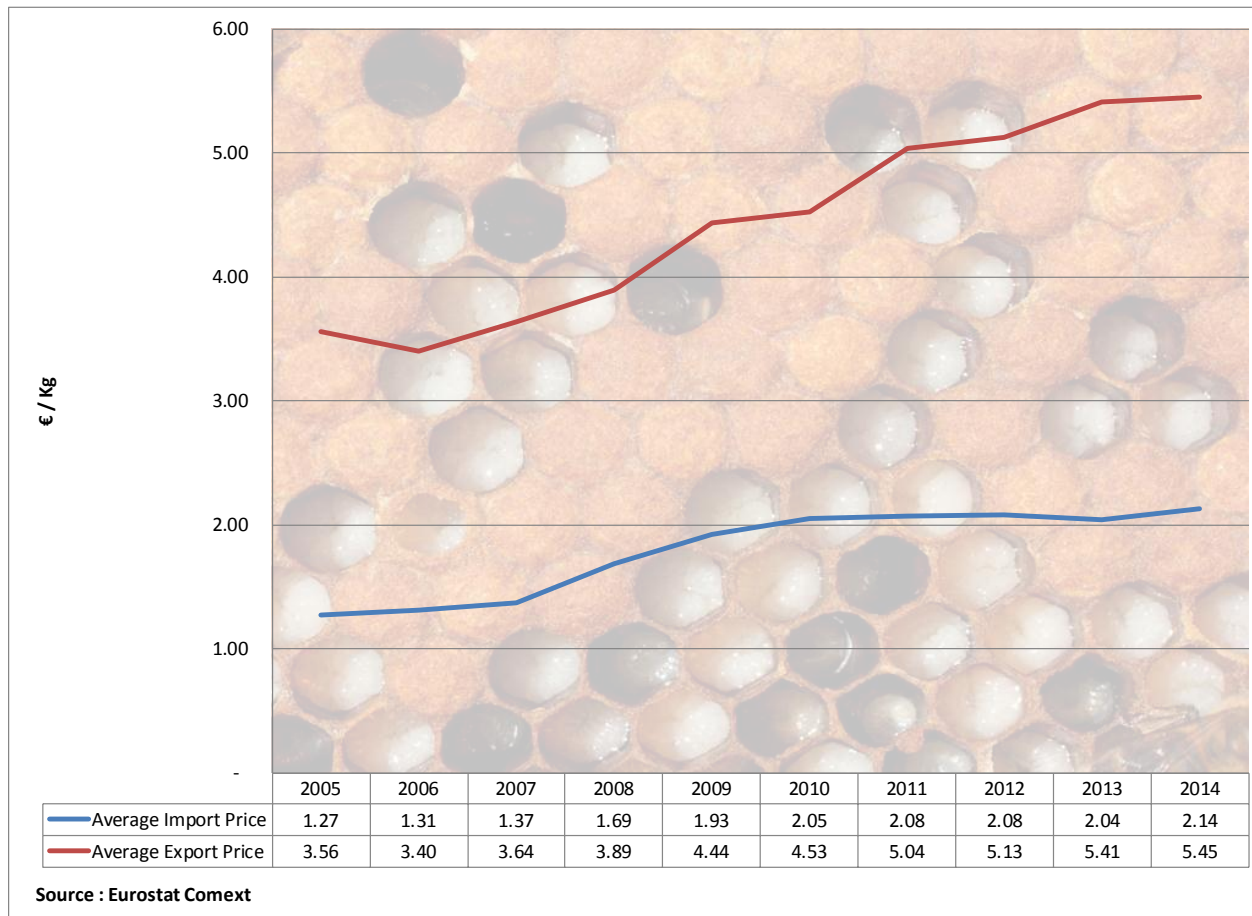 6.00
5.00
4.00
3.00
2.00
1.00
-
€ / Kg
2005 2006 2007 2008 2009 2010 2011 2012 2013 2014
Average Import Price 1.27 1.31 1.37 1.69 1.93 2.05 2.08 2.08 2.04 2.14
Average Export Price 3.56 3.40 3.64 3.89 4.44 4.53 5.04 5.13 5.41 5.45
Source : Eurostat Comext